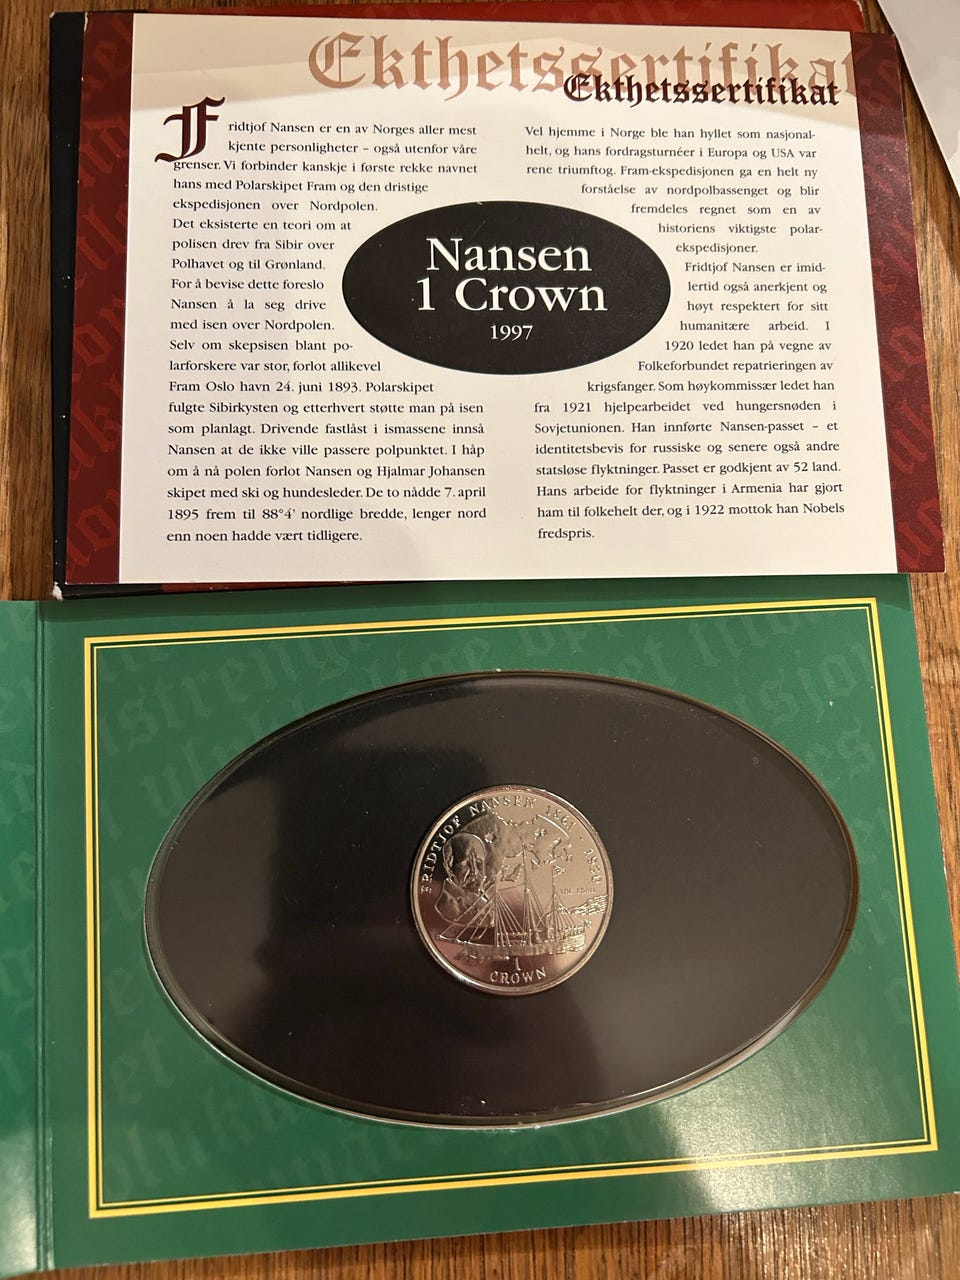 Ekthetssertifikat
Ekthetssertifikat
Fridtjof Nansen er en av Norges aller mest
kjente personligheter – også utenfor våre
grenser. Vi forbinder kanskje i første rekke navnet
hans med Polarskipet Fram og den dristige
ekspedisjonen over Nordpolen.
Det eksisterte en teori om at
polisen drev fra Sibir over
Polhavet og til Grønland.
For å bevise dette foreslo
Nansen å la seg drive
med isen over Nordpolen.
Selv om skepsisen blant po-
larforskere var stor, forlot allikevel
Fram Oslo havn 24. juni 1893. Polarskipet
fulgte Sibirkysten og etterhvert støtte man på isen
som planlagt. Drivende fastlåst i ismassene innså
Nansen at de ikke ville passere polpunktet. I håp
om å nå polen forlot Nansen og Hjalmar Johansen
skipet med ski og hundesleder. De to nådde 7. april
1895 frem til 88°4' nordlige bredde, lenger nord
enn noen hadde vært tidligere.
Vel hjemme i Norge ble han hyllet som nasjonal-
helt, og hans fordragsturnéer i Europa og USA var
rene triumftog. Fram-ekspedisjonen ga en helt ny
forståelse av nordpolbassenget og blir
fremdeles regnet som en av
historiens viktigste polar-
ekspedisjoner.
Fridtjof Nansen er imid-
lertid også anerkjent og
høyt respektert for sitt
humanitære arbeid. I
1920 ledet han på vegne av
Folkeforbundet repatrieringen av
krigsfanger. Som høykommissær ledet han
fra 1921 hjelpearbeidet ved hungersnøden i
Sovjetunionen. Han innførte Nansen-passet – et
identitetsbevis for russiske og senere også andre
statsløse flyktninger. Passet er godkjent av 52 land.
Hans arbeide for flyktninger i Armenia har gjort
ham til folkehelt der, og i 1922 mottok han Nobels
fredspris.
Nansen
1 Crown
1997
FRIDTJOF NANSEN 1861 - 1930
1
CROWN